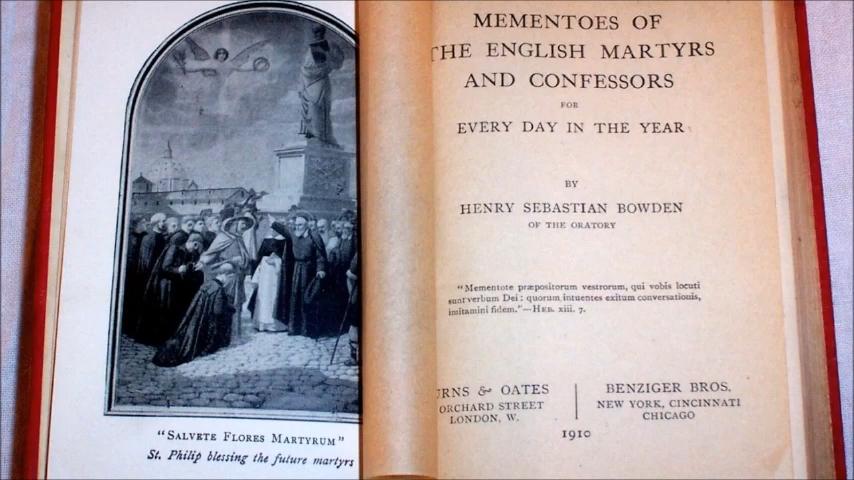 "SALVETE FLORES MARTYRUM"
St. Philip blessing the future martyrs
MEMENTOES OF
THE ENGLISH MARTYRS
AND CONFESSORS
FOR
EVERY DAY IN THE YEAR
BY
HENRY SEBASTIAN BOWDEN
OF THE ORATORY
"Mementote præpositorum vestrorum, qui vobis locuti
sunt verbum Dei: quorum intuentes exitum conversationis,
imitamini fidem."—HEB. xiii. 7.
RNS & OATES
ORCHARD STREET
LONDON, W.
BENZIGER BROS.
NEW YORK, CINCINNATI
CHICAGO
1910